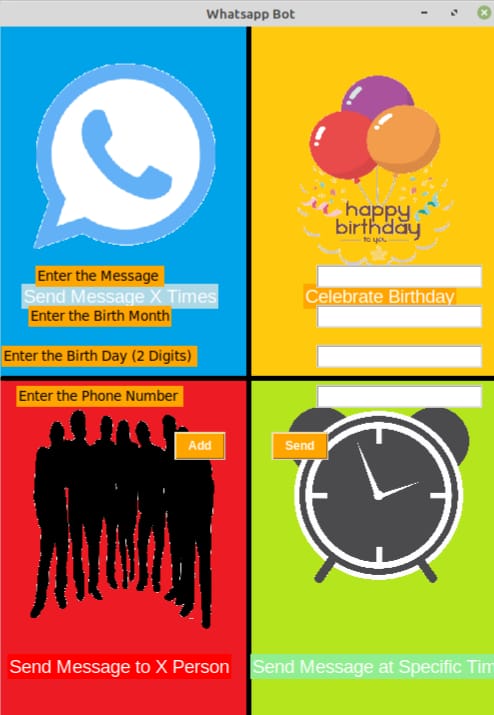 Whatsapp Bot
happy
birthday
to you
Enter the Message
Send Message X Times
Celebrate Birthday
Enter the Birth Month
Enter the Birth Day (2 Digits)
Enter the Phone Number
Add
Send
Send Message to X Person
Send Message at Specific Tim